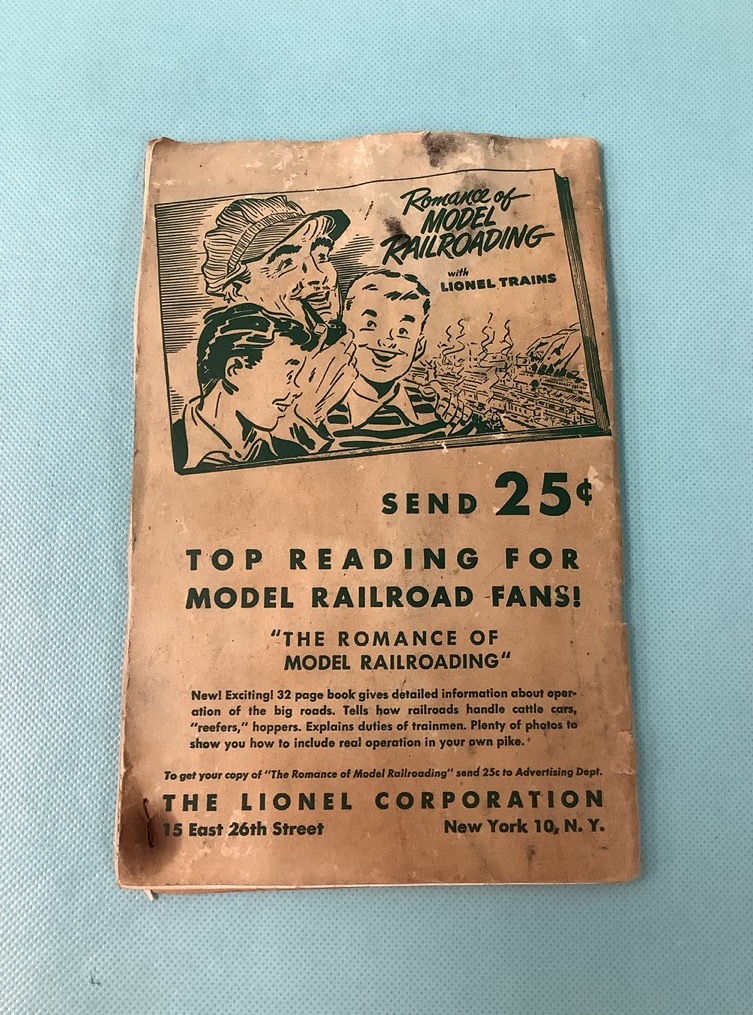 Romance of
MODEL
RAILROADING
with
LIONEL TRAINS
SEND 25¢
TOP READING FOR
MODEL RAILROAD FANS!
"THE ROMANCE OF
MODEL RAILROADING"
New! Exciting! 32 page book gives detailed information about oper-
ation of the big roads. Tells how railroads handle cattle cars,
"reefers," hoppers. Explains duties of trainmen. Plenty of photos to
show you how to include real operation in your own pike.
To get your copy of "The Romance of Model Railroading" send 25c to Advertising Dept.
THE LIONEL CORPORATION
15 East 26th Street New York 10, N. Y.